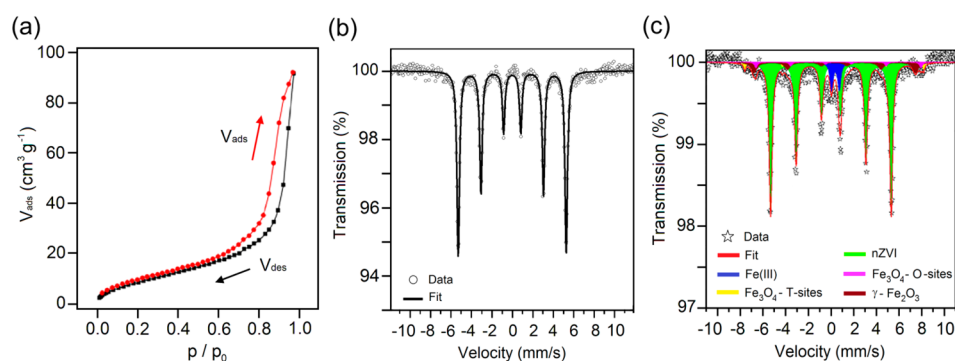 (a)
100
80
60
40
20
0
V_ads (cm³ g⁻¹)
V_ads
V_des
0.0 0.2 0.4 0.6 0.8 1.0
p / p₀
(b)
100
98
96
94
Transmission (%)
Data
Fit
-10 -8 -6 -4 -2 0 2 4 6 8 10
Velocity (mm/s)
(c)
100
99
98
97
Transmission (%)
Data
Fit
Fe(III)
Fe₃O₄- T-sites
nZVI
Fe₃O₄- O-sites
γ- Fe₂O₃
-10 -8 -6 -4 -2 0 2 4 6 8 10
Velocity (mm/s)